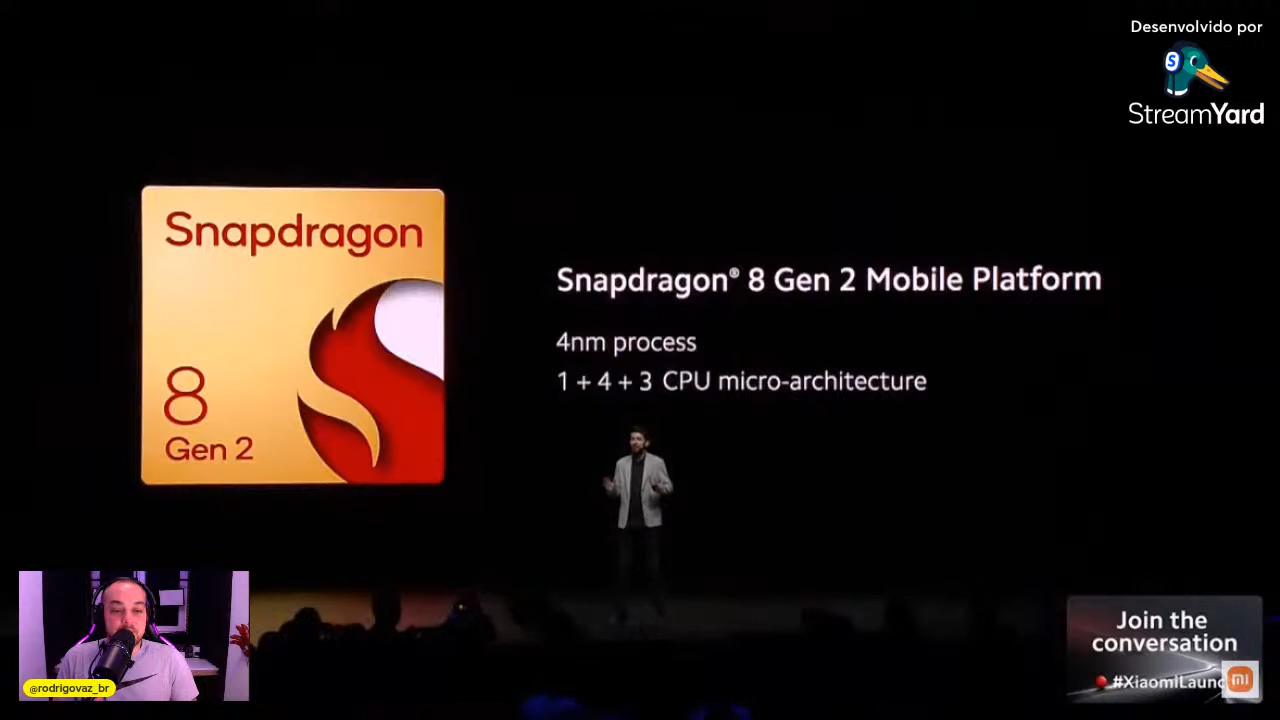 Desenvolvido por
StreamYard
Snapdragon
8
Gen 2
Snapdragon® 8 Gen 2 Mobile Platform
4nm process
1 + 4 + 3 CPU micro-architecture
Join the
conversation
#XiaomiLaunc
@rodrigovaz_br